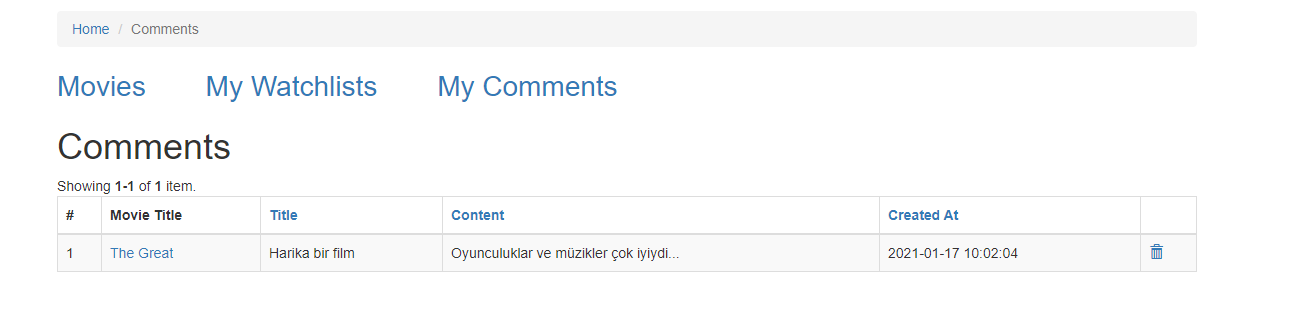 Home / Comments
Movies My Watchlists My Comments
Comments
Showing 1-1 of 1 item.
# Movie Title Title Content Created At
1 The Great Harika bir film Oyunculuklar ve müzikler çok iyiydi... 2021-01-17 10:02:04